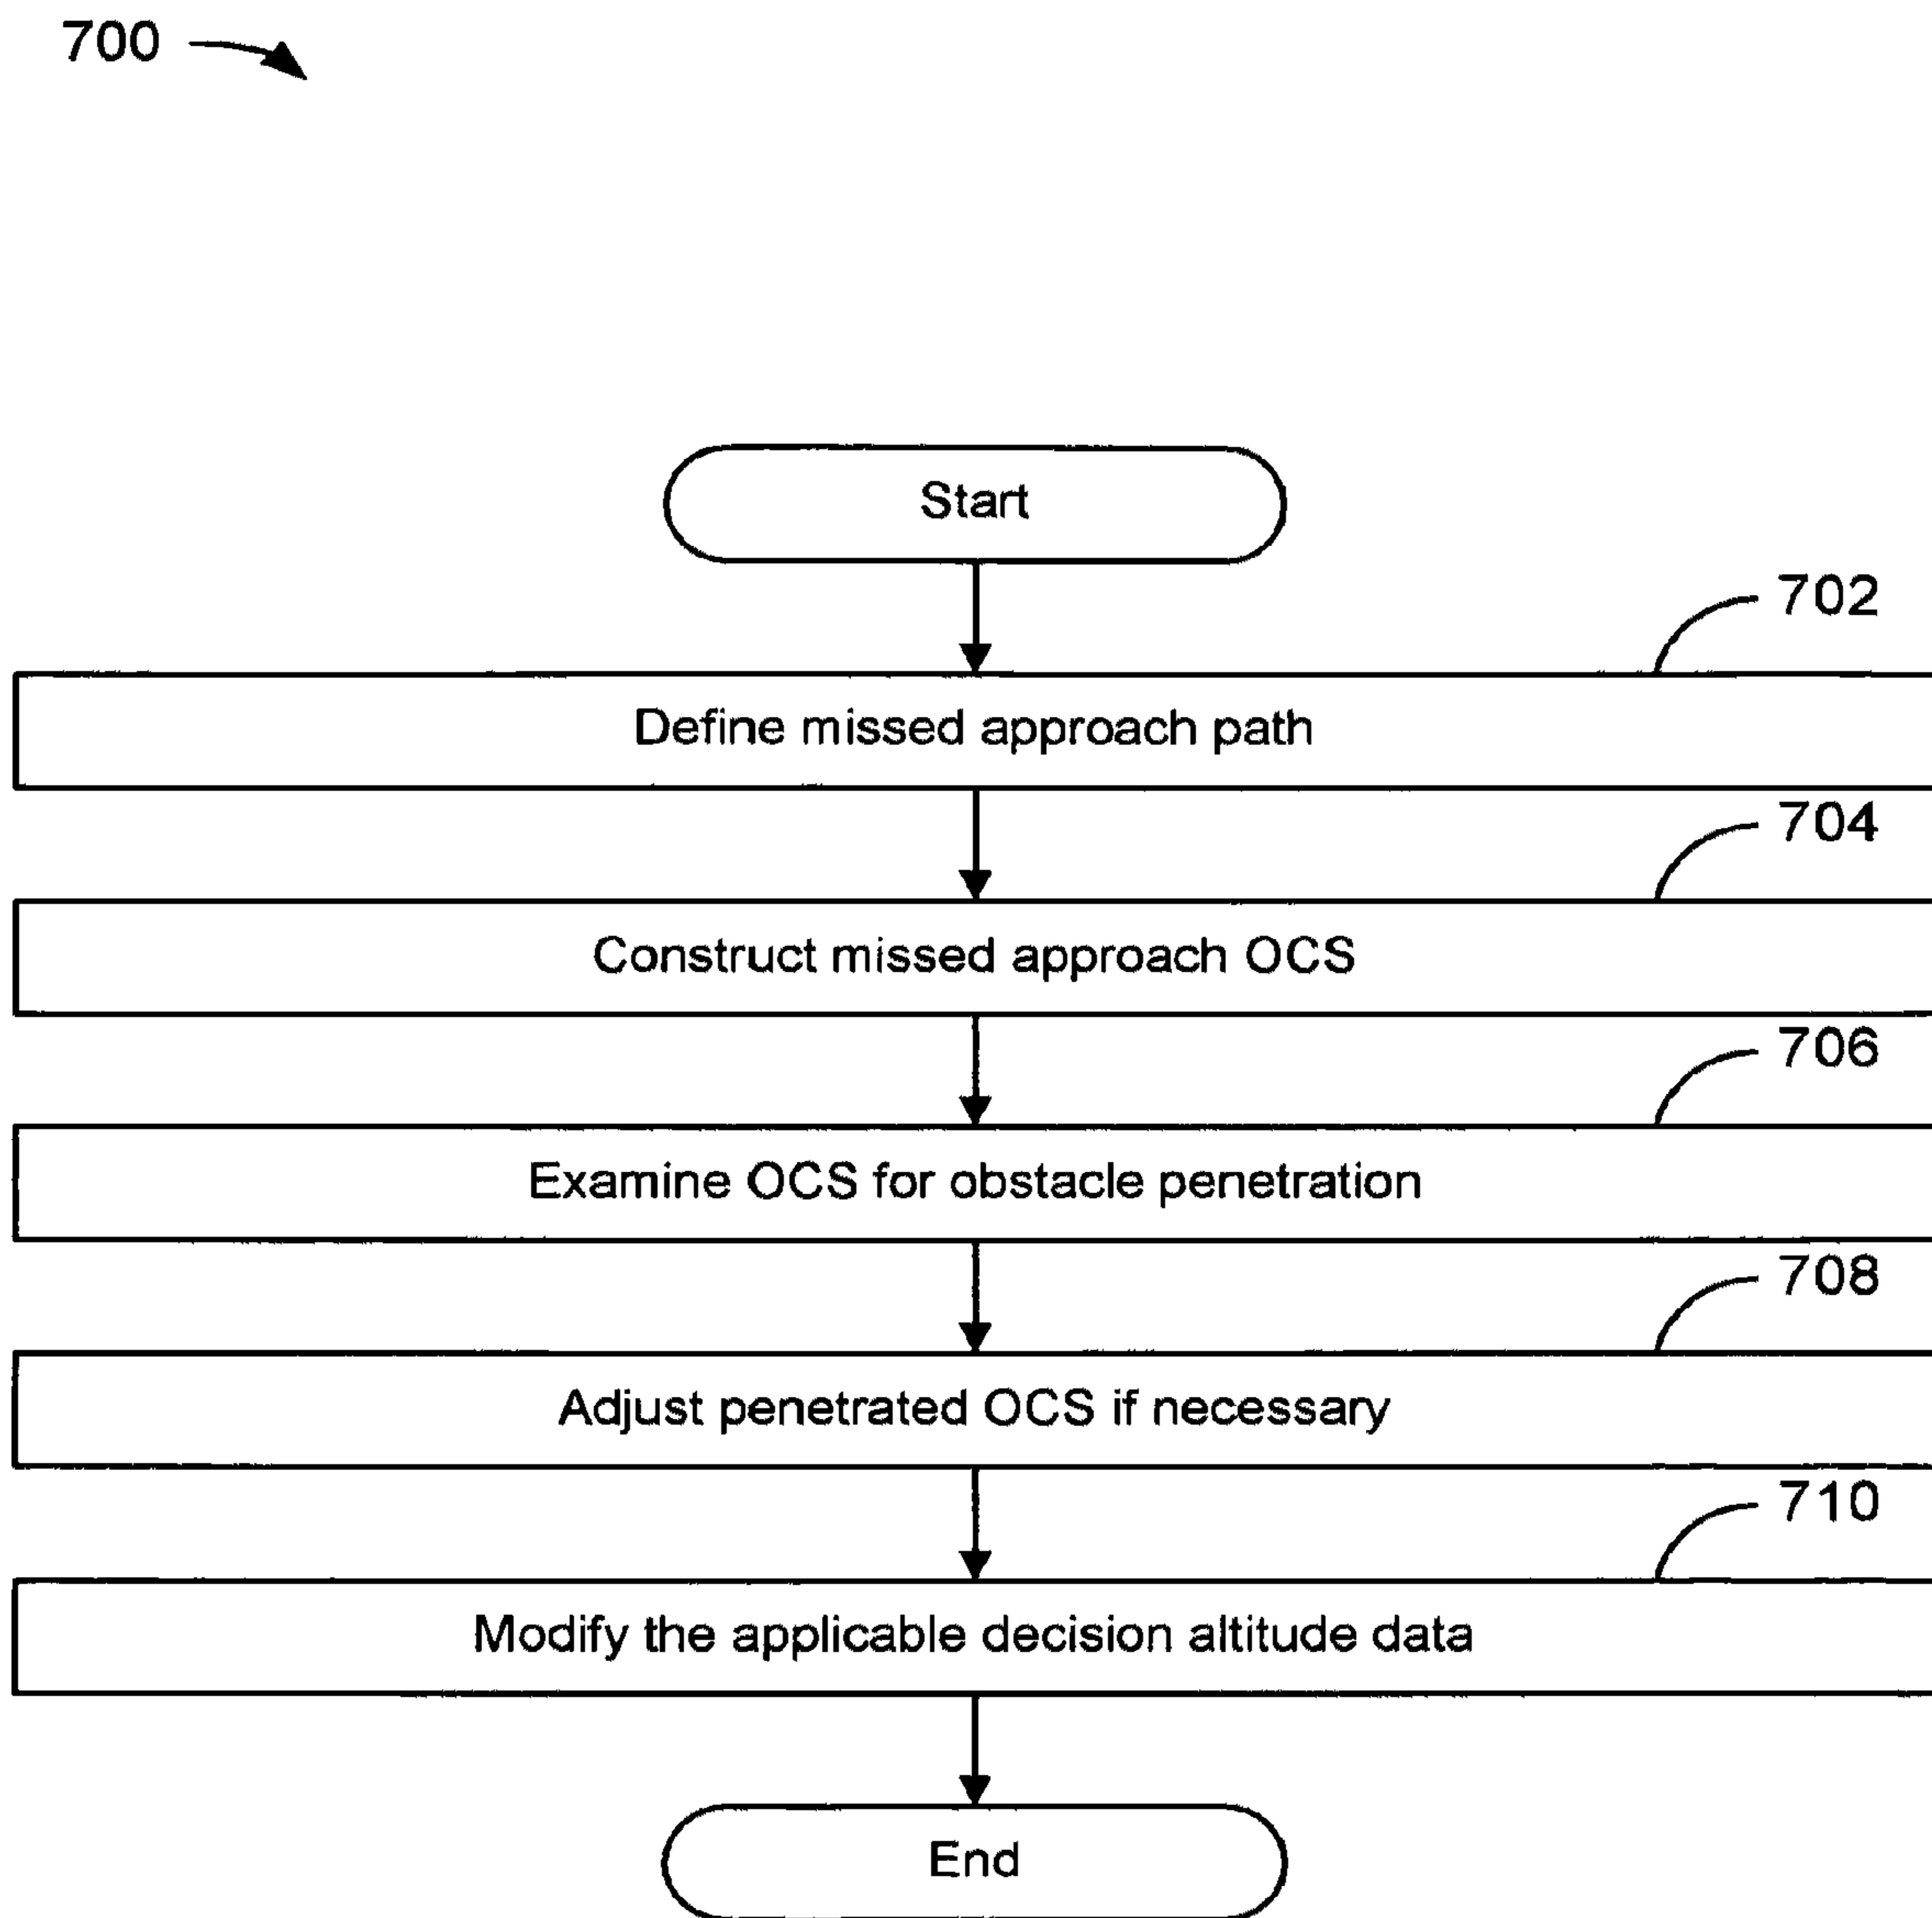 700
Start
702
Define missed approach path
704
Construct missed approach OCS
706
Examine OCS for obstacle penetration
708
Adjust penetrated OCS if necessary
710
Modify the applicable decision altitude data
End